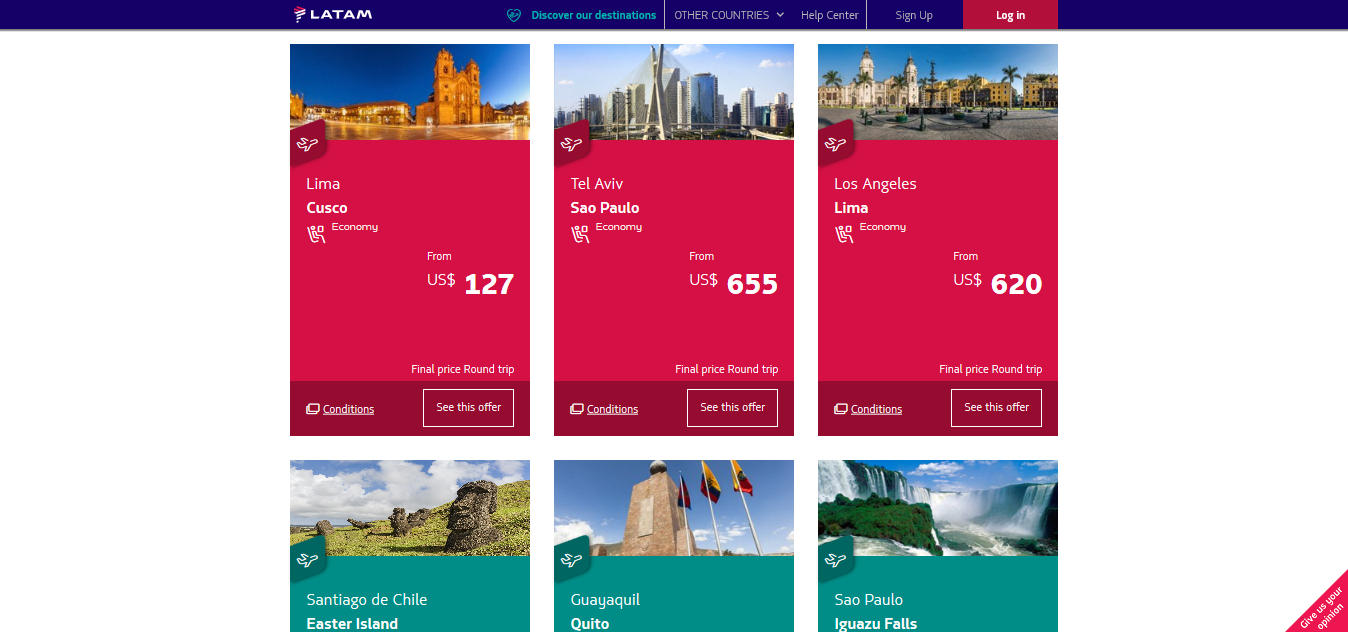 LATAM
Discover our destinations
OTHER COUNTRIES
Help Center
Sign Up
Log in
Lima
Cusco
Economy
From
US$ 127
Final price Round trip
Conditions
See this offer
Tel Aviv
Sao Paulo
Economy
From
US$ 655
Final price Round trip
Conditions
See this offer
Los Angeles
Lima
Economy
From
US$ 620
Final price Round trip
Conditions
See this offer
Santiago de Chile
Easter Island
Guayaquil
Quito
Sao Paulo
Iguazu Falls
Give us your
opinion